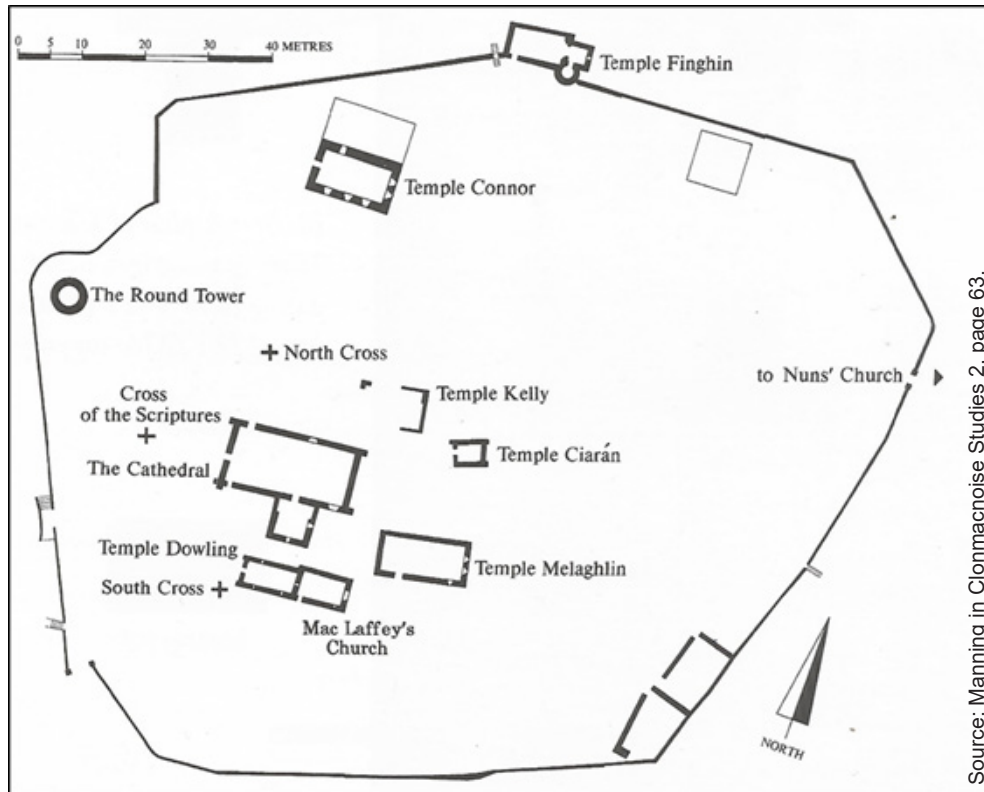 0 5 10 20 30 40 METRES
Temple Finghin
Temple Connor
The Round Tower
North Cross
to Nuns' Church
Cross
of the Scriptures
Temple Kelly
The Cathedral
Temple Ciarán
Temple Dowling
Temple Melaghlin
South Cross
Mac Laffey's
Church
NORTH
Source: Manning in Clonmacnoise Studies 2, page 63.